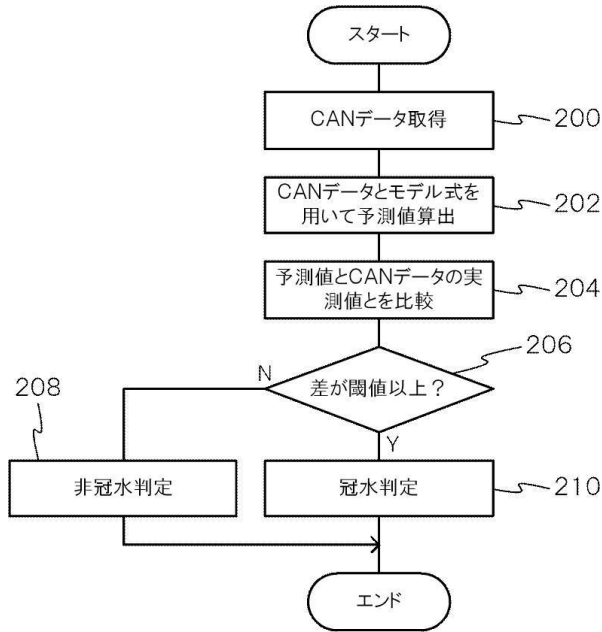 スタート
CANデータ取得
200
CANデータとモデル式を
用いて予測値算出
202
予測値とCANデータの実
測値とを比較
204
差が閾値以上？
206
N
Y
208
非冠水判定
冠水判定
210
エンド